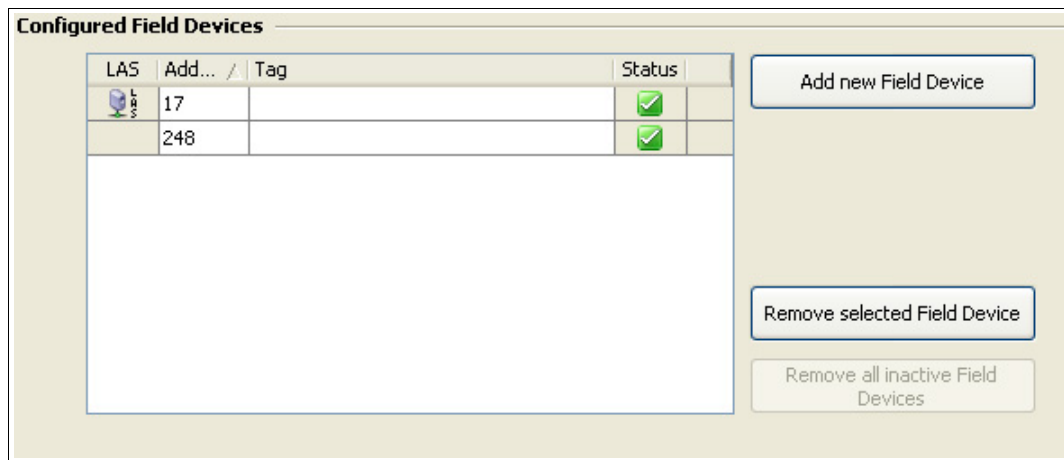 Configured Field Devices
LAS Add... Tag Status
LAS 17
248
Add new Field Device
Remove selected Field Device
Remove all inactive Field
Devices